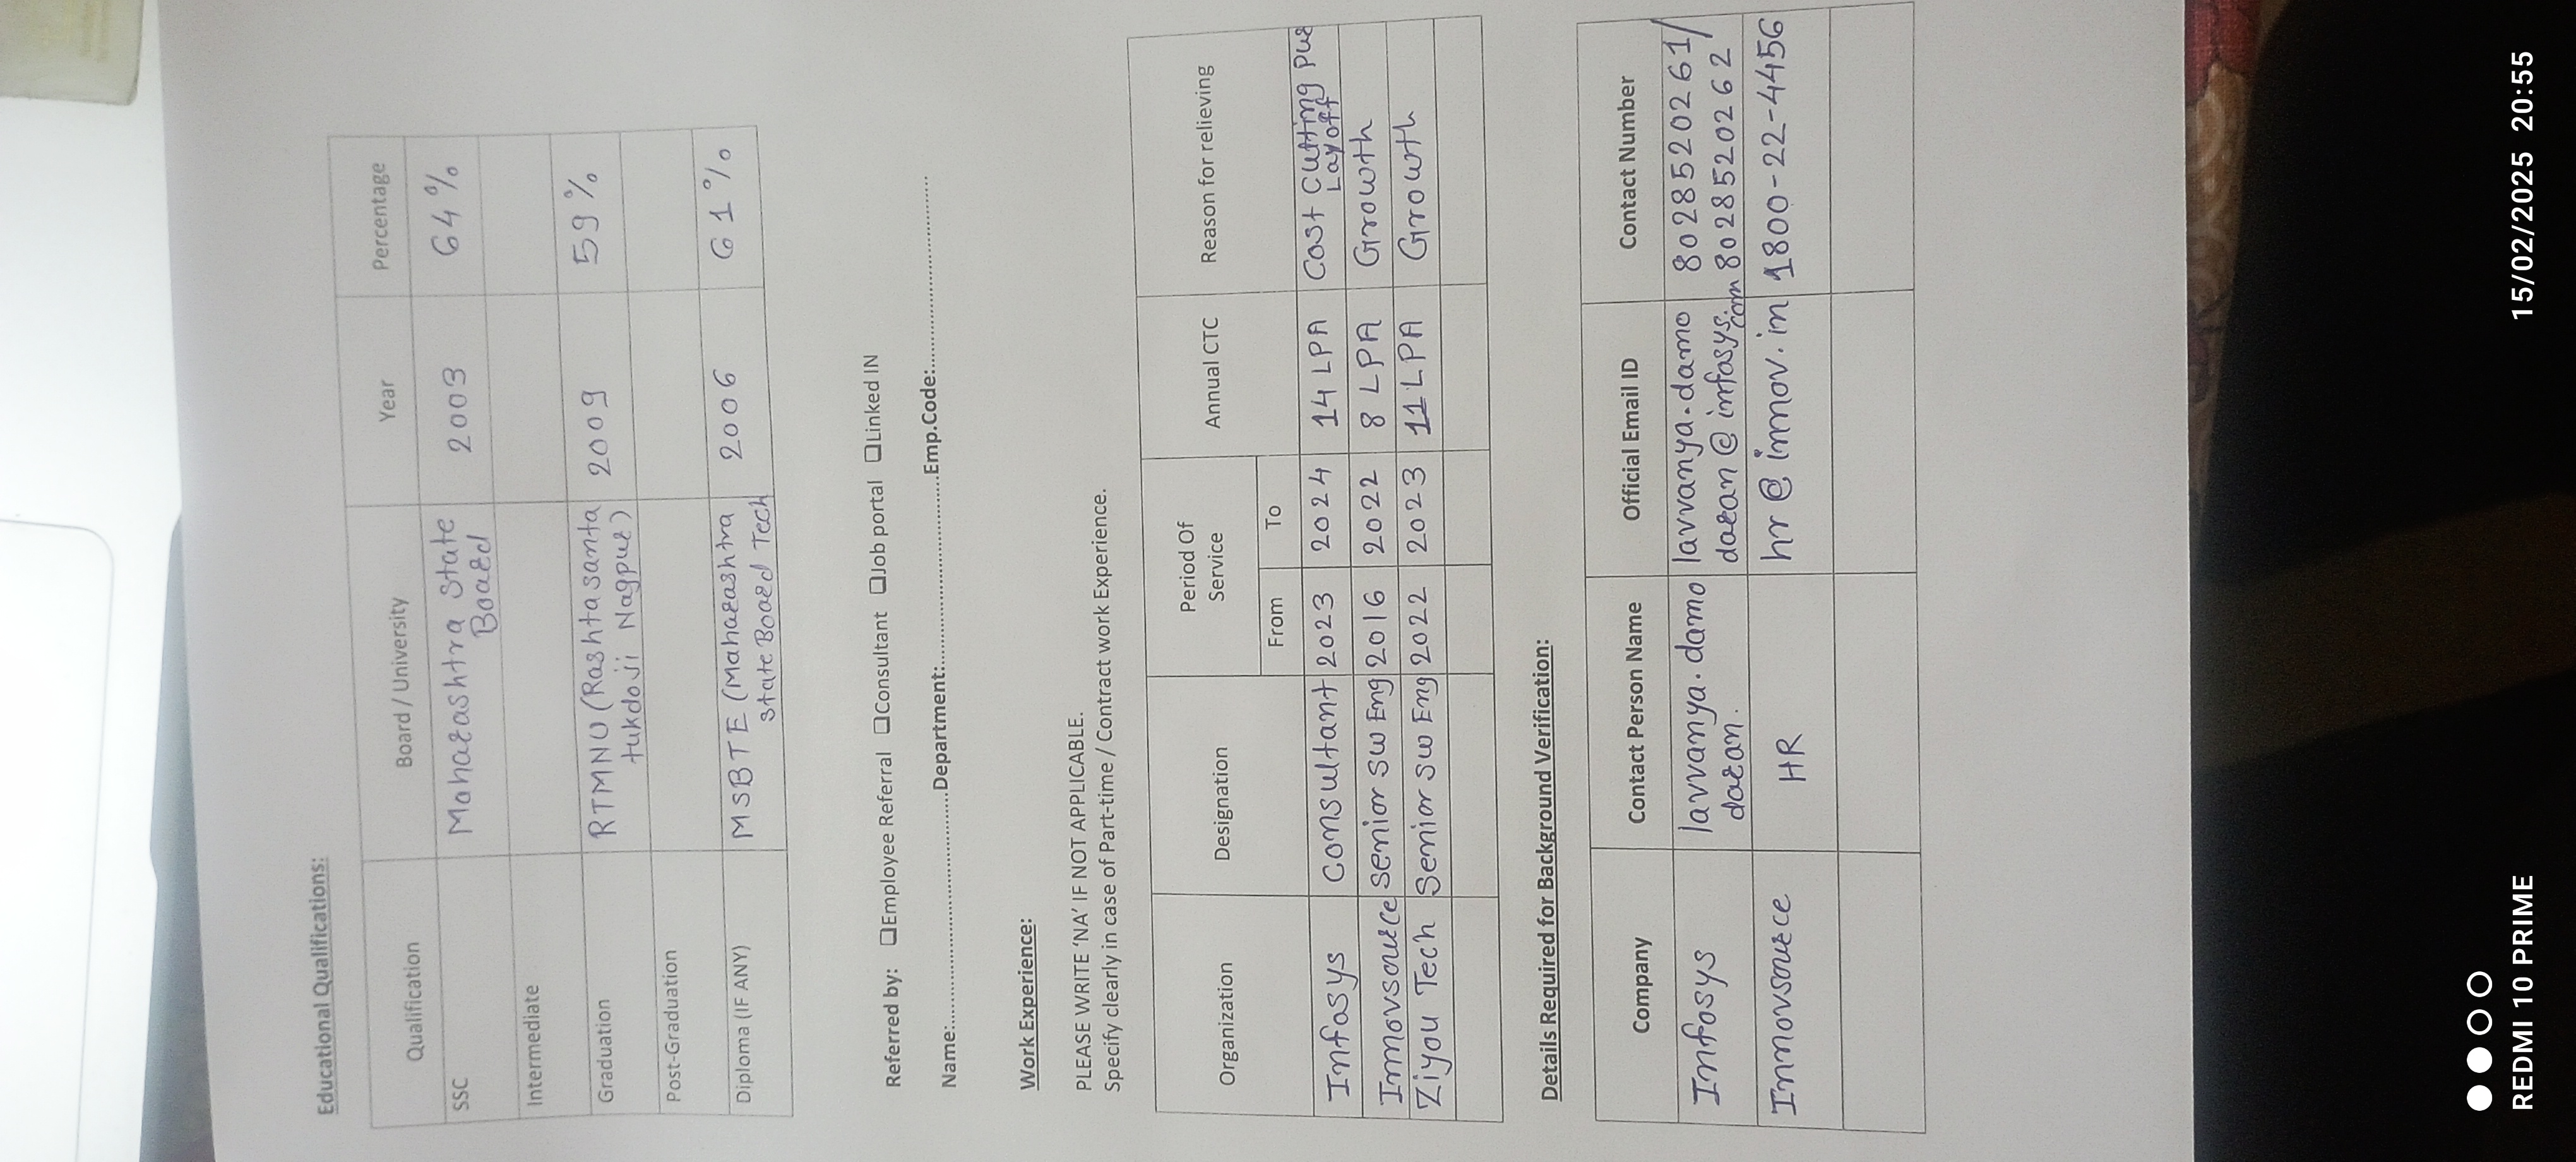 Educational Qualifications:
Qualification Board / University Year Percentage
SSC Maharashtra State Board 2003 64%
Intermediate
Graduation RTMNU (Rashtasanta tukdoji Nagpur) 2009 59%
Post-Graduation
Diploma (IF ANY) MSBTE (Maharashtra State Board Tech 2006 61%
Referred by: ❑Employee Referral ❑Consultant ❑Job portal ❑Linked IN
Name:.......................................Department:..................................Emp.Code:...................................
Work Experience:
PLEASE WRITE ‘NA’ IF NOT APPLICABLE.
Specify clearly in case of Part-time / Contract work Experience.
Organization Designation Period Of Service Annual CTC Reason for relieving
From To
Infosys Consultant 2023 2024 14 LPA Cost Cutting Pur Layoff
Innovsource Senior SW Eng 2016 2022 8 LPA Growth
Ziyou Tech Senior SW Eng 2022 2023 11 LPA Growth
Details Required for Background Verification:
Company Contact Person Name Official Email ID Contact Number
Infosys lavvanya.damo daran. lavvanya.damo daran@infosys.com 8028520261/ 8028520262
Innovsource HR hr@innov.in 1800-22-4456
REDMI 10 PRIME
15/02/2025 20:55